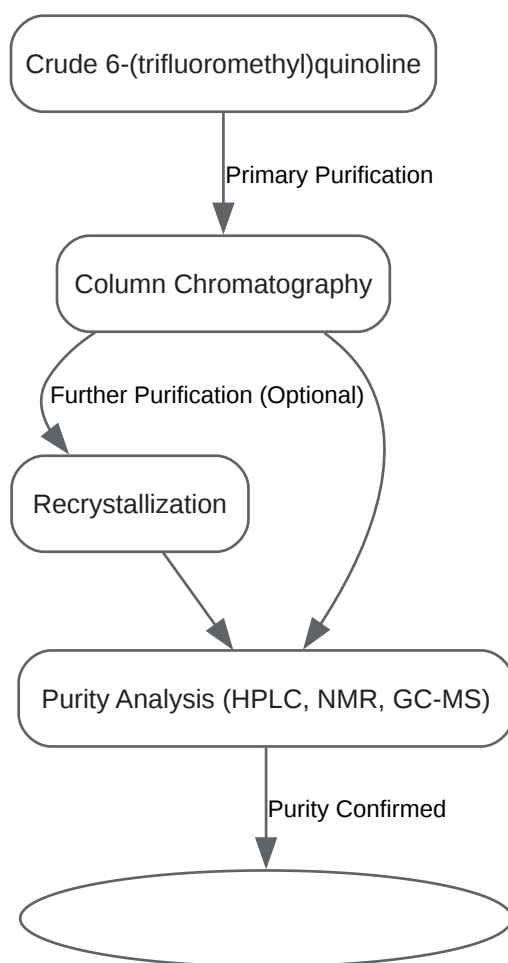 Crude 6-(trifluoromethyl)quinoline
Primary Purification
Column Chromatography
Further Purification (Optional)
Recrystallization
Purity Analysis (HPLC, NMR, GC-MS)
Purity Confirmed